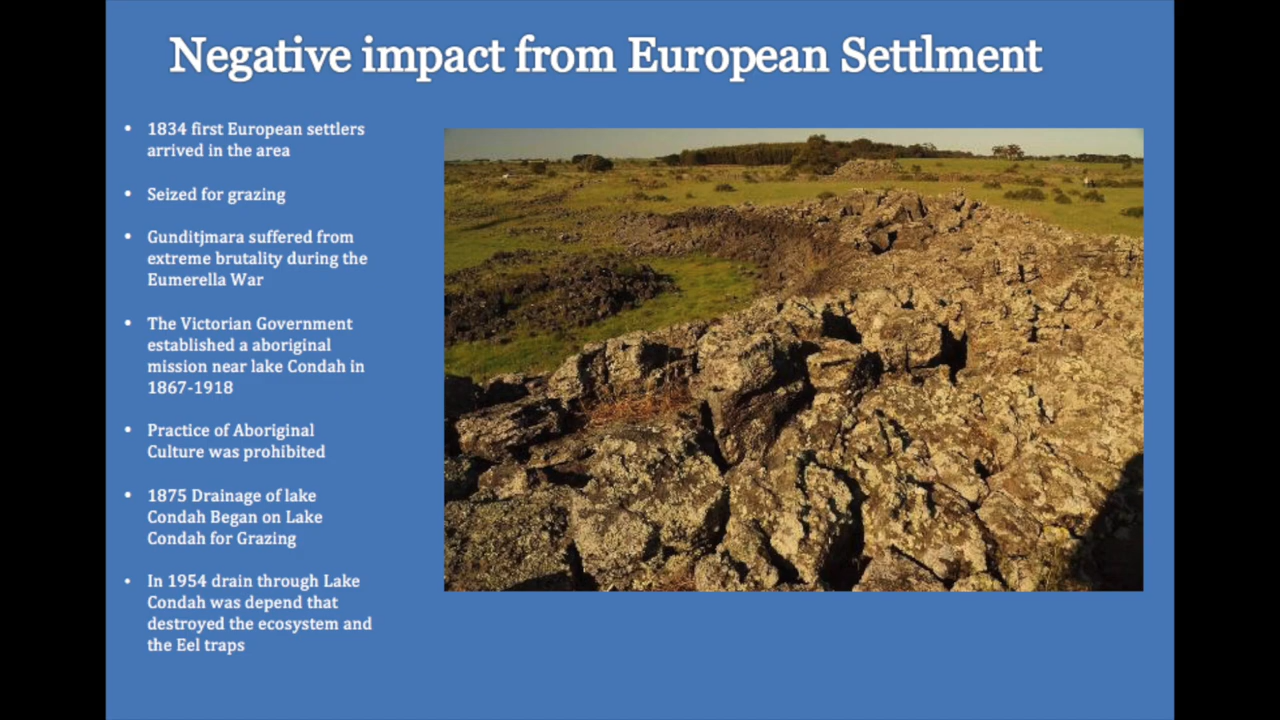 Negative impact from European Settlment
• 1834 first European settlers
arrived in the area
• Seized for grazing
• Gunditjmara suffered from
extreme brutality during the
Eumerella War
• The Victorian Government
established a aboriginal
mission near lake Condah in
1867-1918
• Practice of Aboriginal
Culture was prohibited
• 1875 Drainage of lake
Condah Began on Lake
Condah for Grazing
• In 1954 drain through Lake
Condah was depend that
destroyed the ecosystem and
the Eel traps